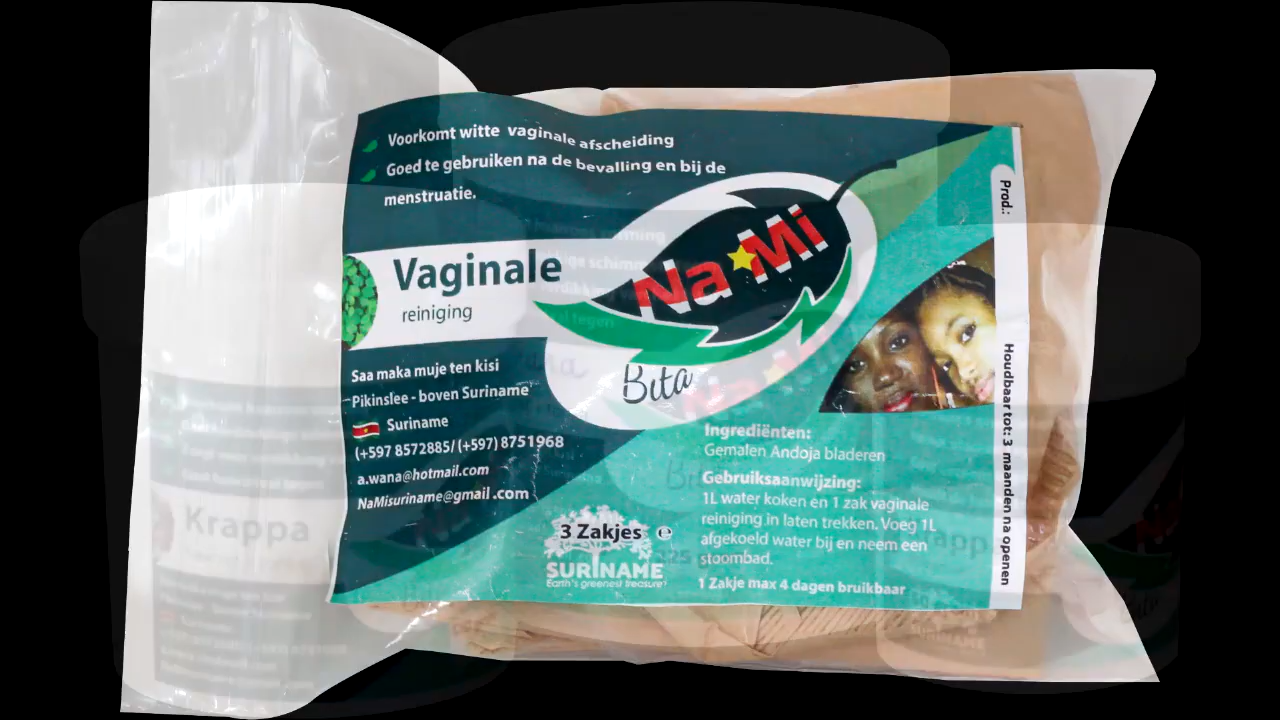 Voorkomt witte vaginale afscheiding
Goed te gebruiken na de bevalling en bij de
menstruatie.
Vaginale
reiniging
Na Mi
Bita
Saa maka muje ten kisi
Pikinslee - boven Suriname
Suriname
(+597 8572885/ (+597) 8751968
a.wana@hotmail.com
NaMisuriname@gmail.com
3 Zakjes ℮
SURINAME
Earth's greenest treasure
Ingrediënten:
Gemalen Andoja bladeren
Gebruiksaanwijzing:
1L water koken en 1 zak vaginale
reiniging in laten trekken. Voeg 1L
afgekoeld water bij en neem een
stoombad.
1 Zakje max 4 dagen bruikbaar
Prod.:
Houdbaar tot: 3 maanden na openen
Krappa